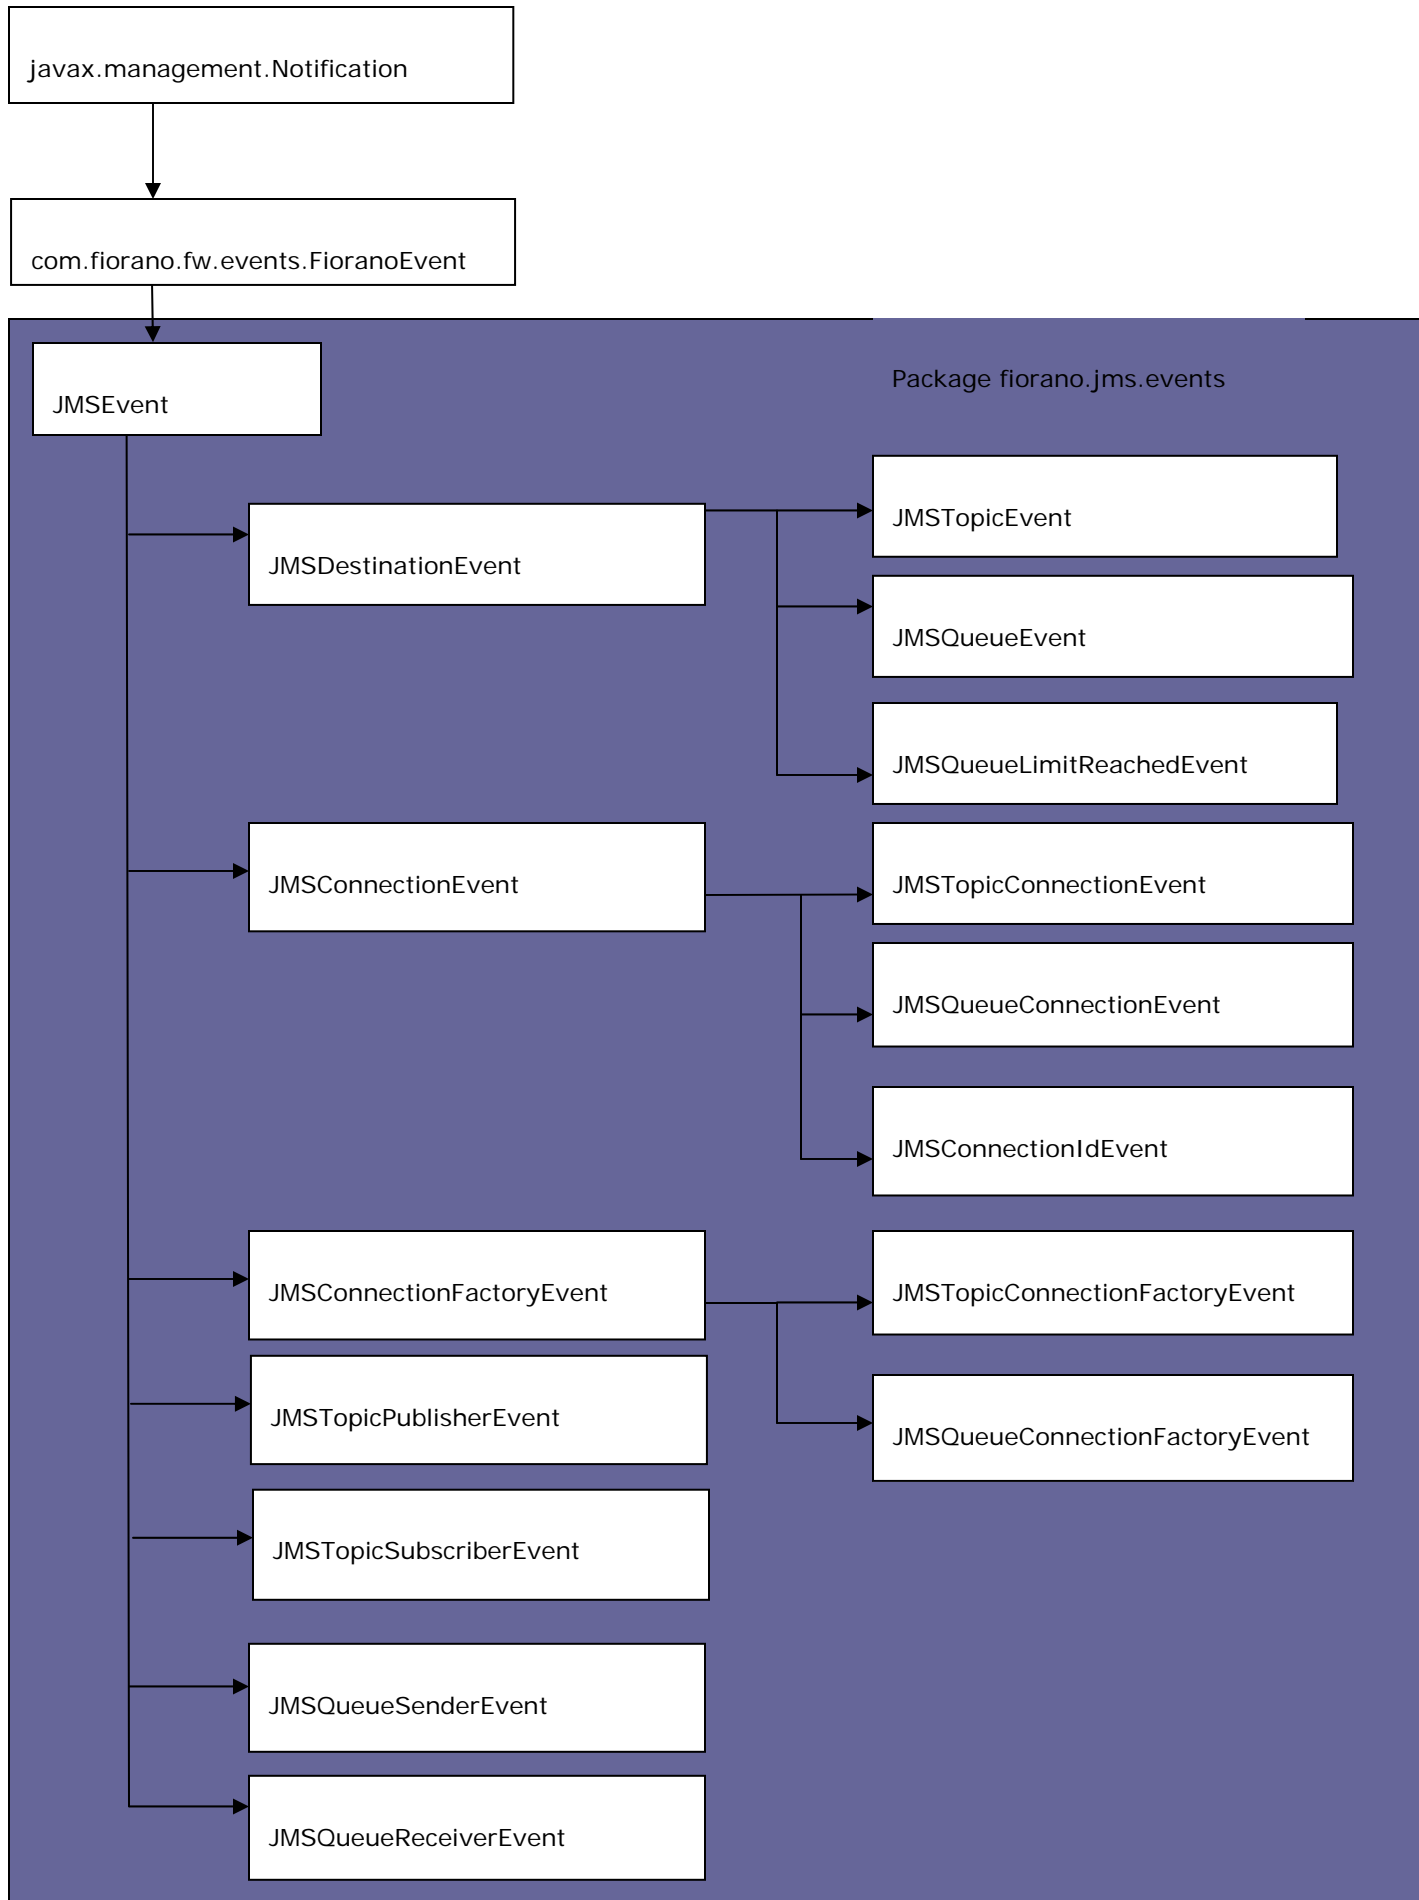 javax.management.Notification
com.fiorano.fw.events.FioranoEvent
Package fiorano.jms.events
JMSEvent
JMSTopicEvent
JMSDestinationEvent
JMSQueueEvent
JMSQueueLimitReachedEvent
JMSConnectionEvent
JMSTopicConnectionEvent
JMSQueueConnectionEvent
JMSConnectionIdEvent
JMSConnectionFactoryEvent
JMSTopicConnectionFactoryEvent
JMSTopicPublisherEvent
JMSQueueConnectionFactoryEvent
JMSTopicSubscriberEvent
JMSQueueSenderEvent
JMSQueueReceiverEvent